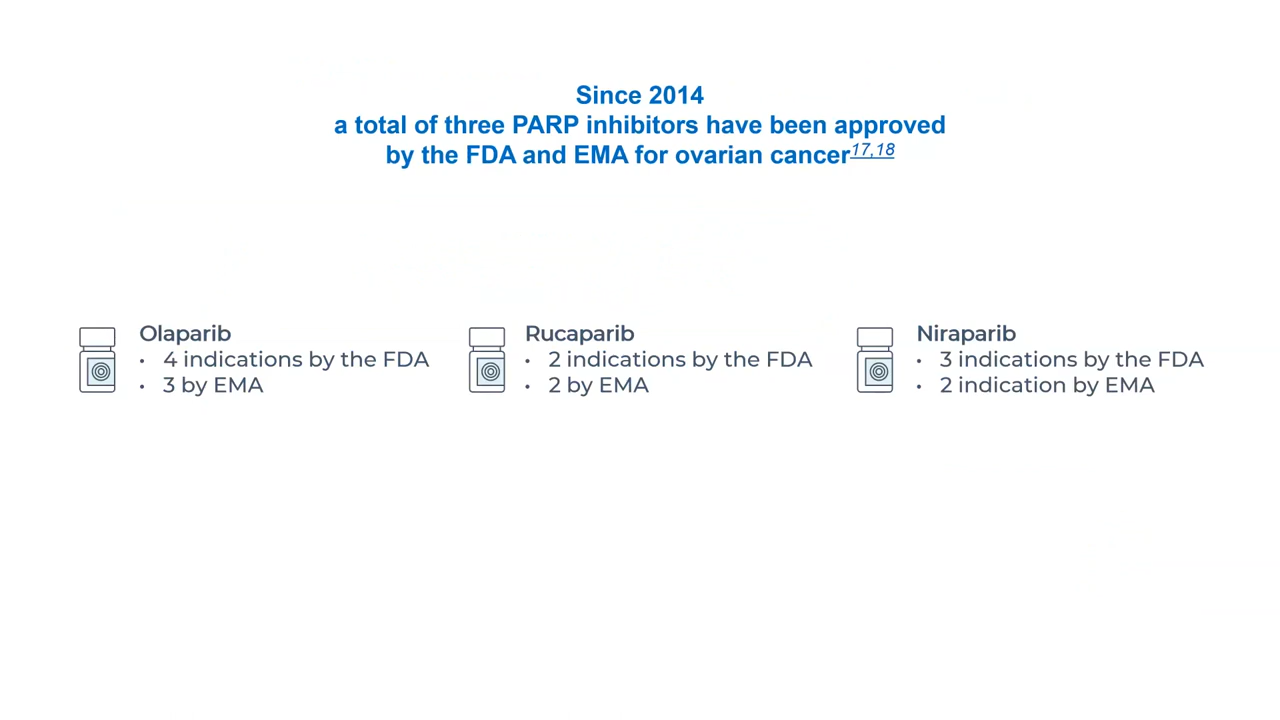 Since 2014
a total of three PARP inhibitors have been approved
by the FDA and EMA for ovarian cancer17,18
Olaparib
• 4 indications by the FDA
• 3 by EMA
Rucaparib
• 2 indications by the FDA
• 2 by EMA
Niraparib
• 3 indications by the FDA
• 2 indication by EMA